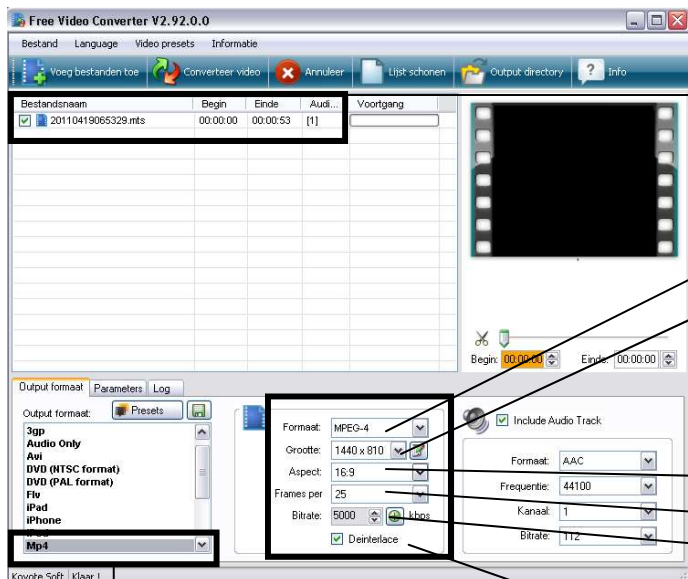 Free Video Converter V2.92.0.0
Bestand Language Video presets Informatie
Voeg bestanden toe Converteer video Annuleer Lijst schonen Output directory ? Info
Bestandsnaam Begin Einde Audi... Voortgang
20110419065329.mts 00:00:00 00:00:53 [1]
Begin: 00:00:00 Einde: 00:00:00
Output formaat Parameters Log
Output formaat: Presets
3gp
Audio Only
Avi
DVD (NTSC format)
DVD (PAL format)
Flv
iPad
iPhone
Mp4
Formaat: MPEG-4
Grootte: 1440 x 810
Aspect: 16:9
Frames per 25
Bitrate: 5000 kbps
Deinterlace
Include Audio Track
Formaat: AAC
Frequentie: 44100
Kanaal: 1
Bitrate: 112
Koyote Soft Klaar !